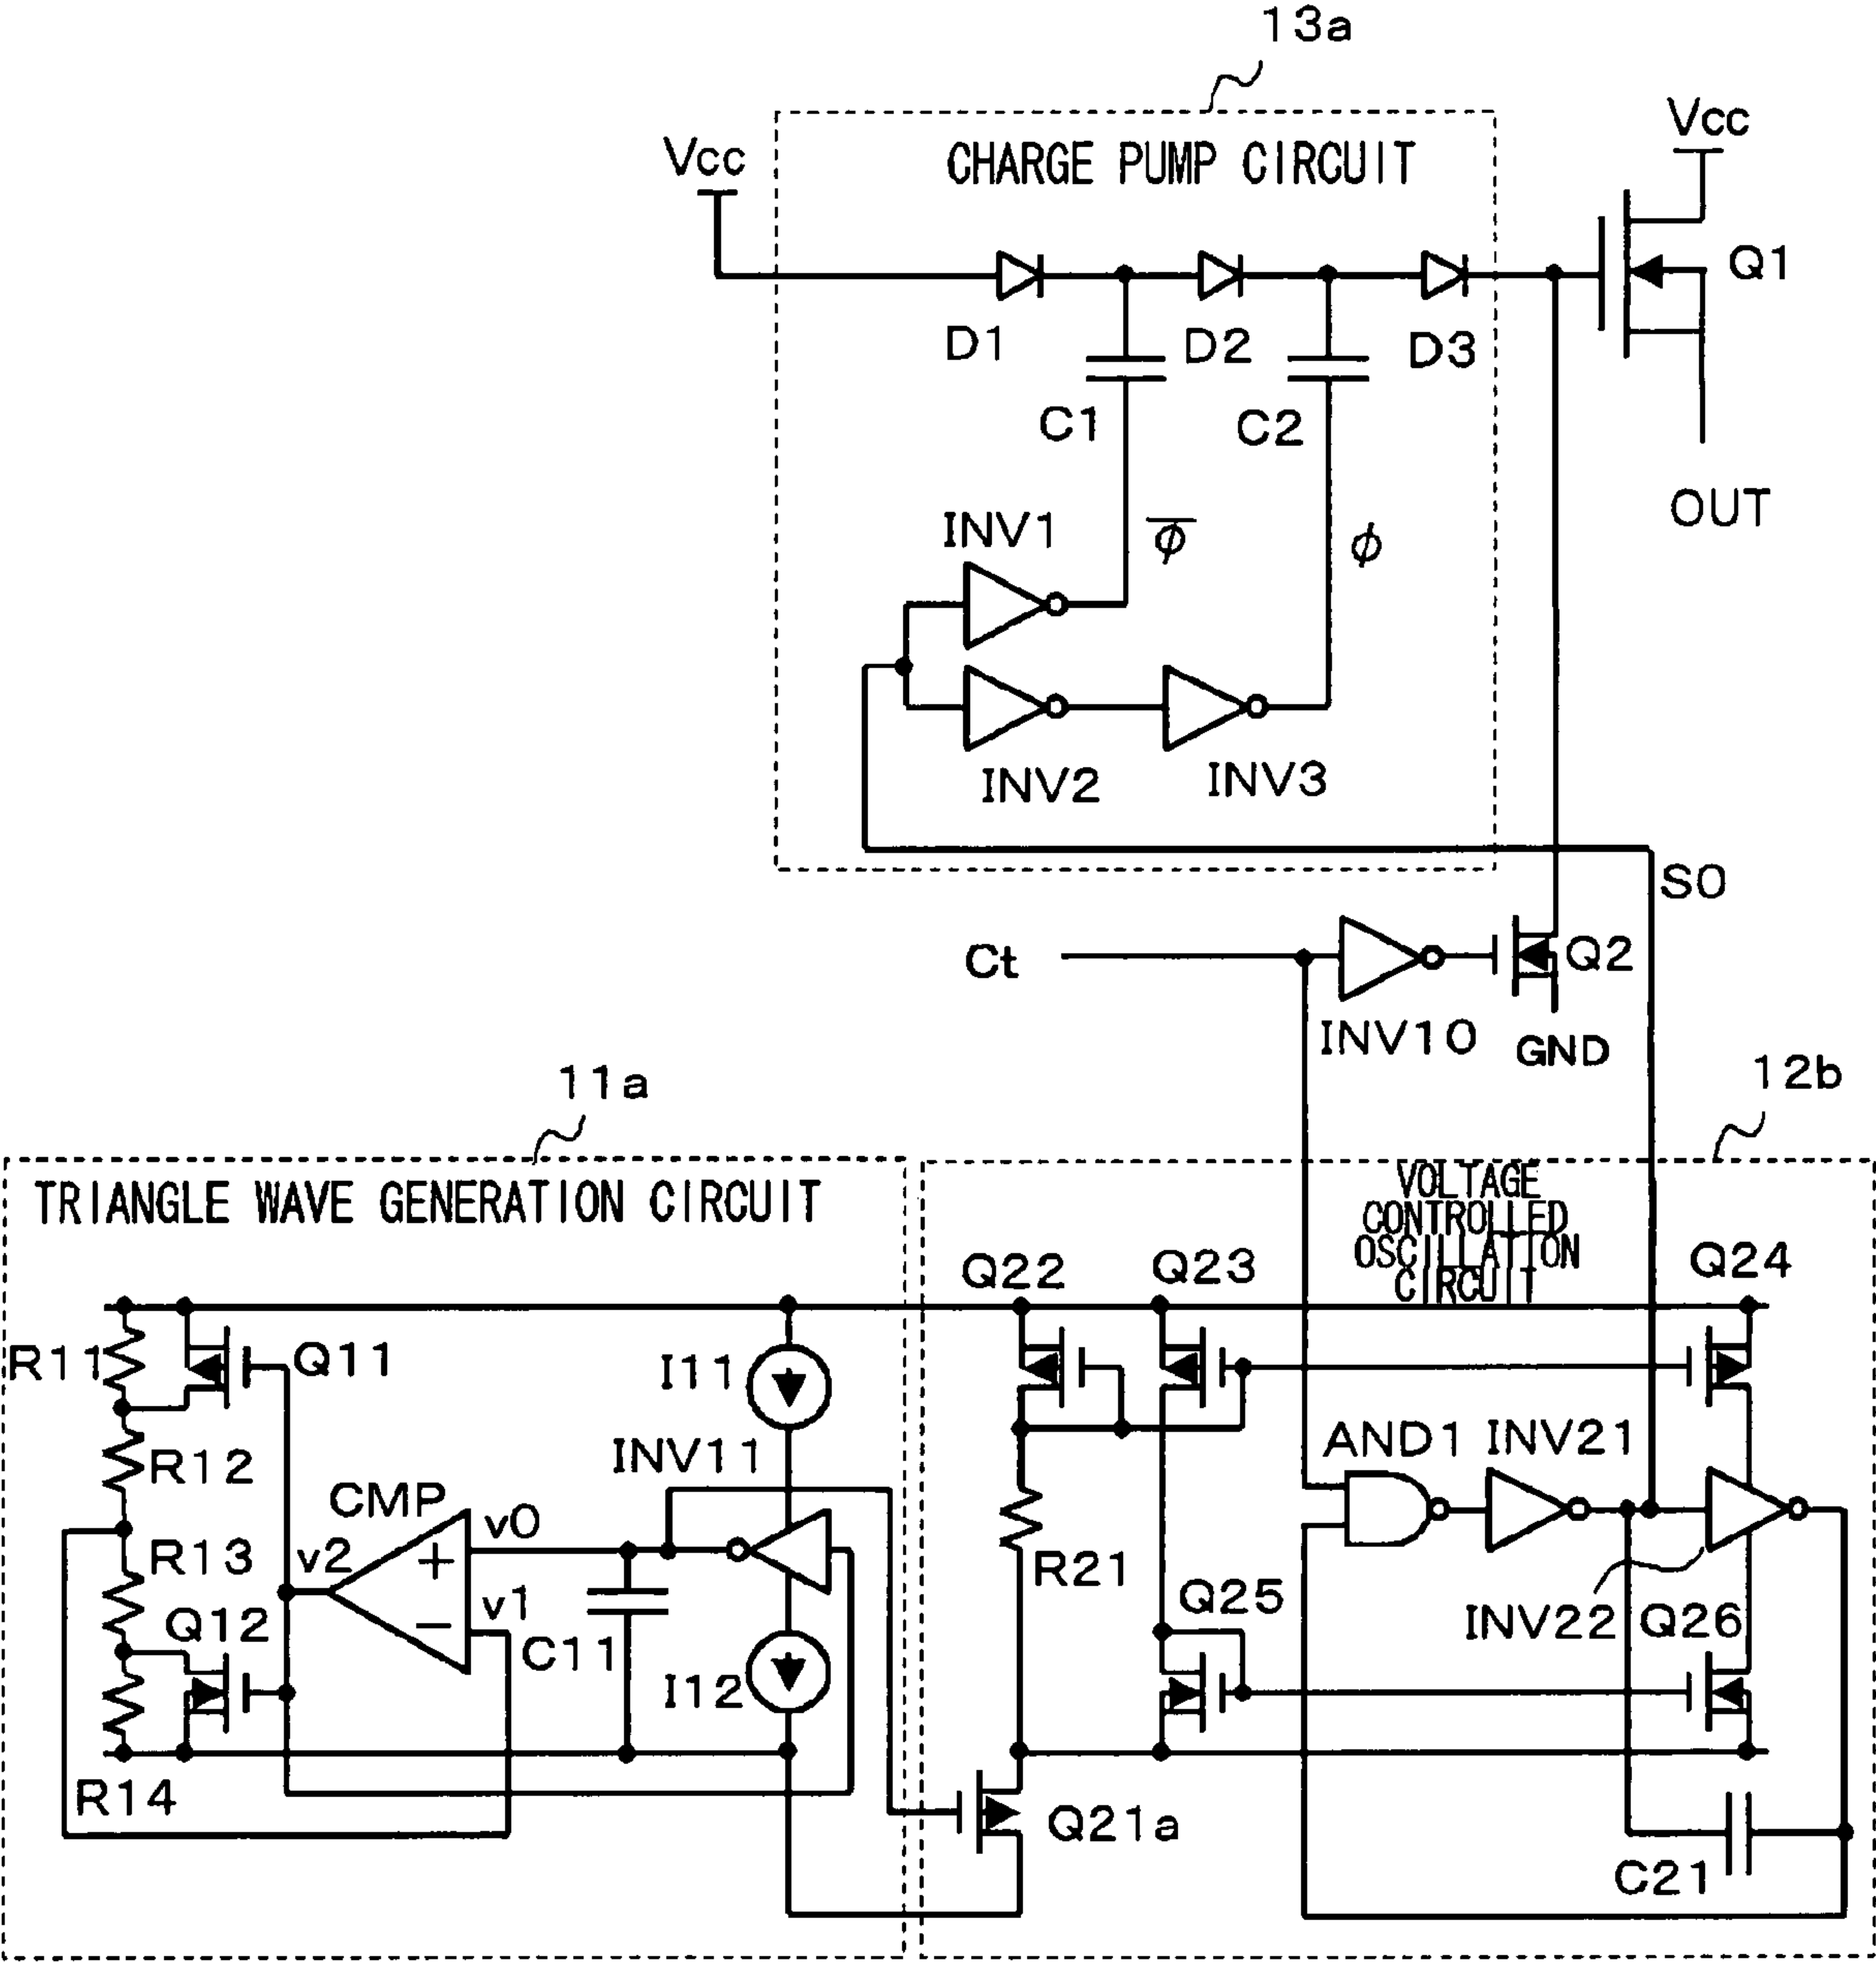 13a
Vcc
Vcc
CHARGE PUMP CIRCUIT
Q1
D1
D2
D3
C1
C2
OUT
INV1
φ
φ
INV2
INV3
S0
Ct
Q2
INV10
GND
11a
12b
TRIANGLE WAVE GENERATION CIRCUIT
VOLTAGE
CONTROLLED
OSCILLATION
CIRCUIT
Q22
Q23
Q24
R11
Q11
I11
INV11
AND1
INV21
R12
CMP
v0
R13
v2
+
R21
v1
Q25
Q12
−
C11
INV22
Q26
I12
R14
Q21a
C21